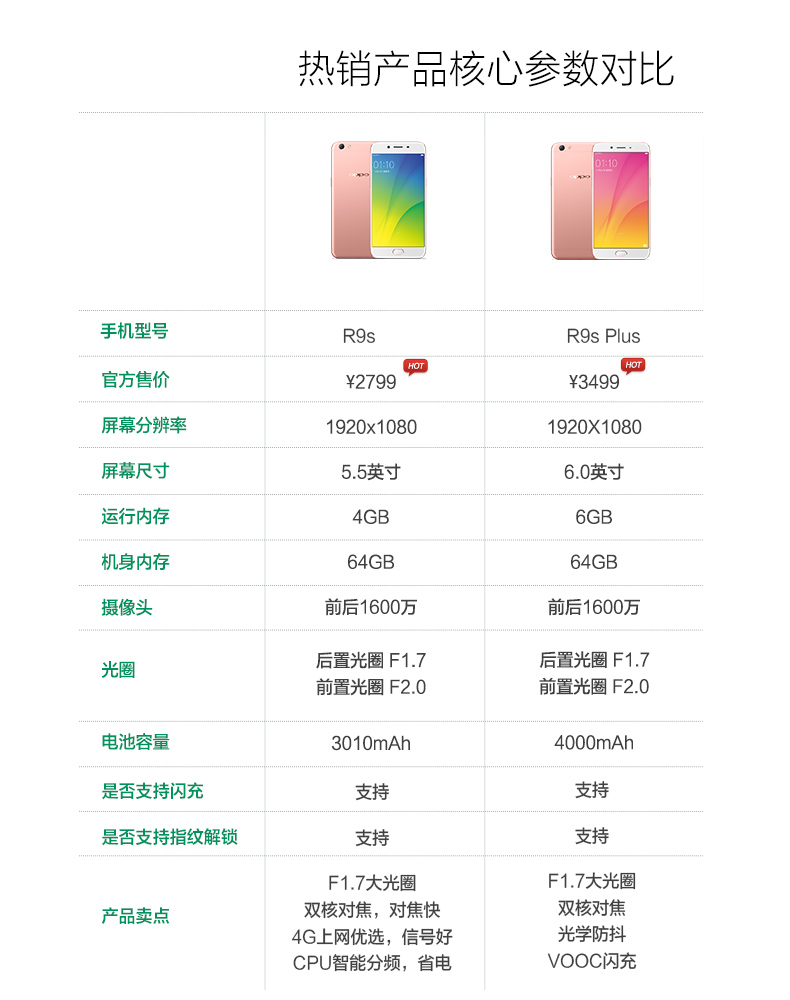 热销产品核心参数对比
01:10
OPPO
01:10
OPPO
手机型号 R9s R9s Plus
HOT HOT
官方售价 ¥2799 ¥3499
屏幕分辨率 1920x1080 1920X1080
屏幕尺寸 5.5英寸 6.0英寸
运行内存 4GB 6GB
机身内存 64GB 64GB
摄像头 前后1600万 前后1600万
光圈
后置光圈 F1.7 后置光圈 F1.7
前置光圈 F2.0 前置光圈 F2.0
电池容量 3010mAh 4000mAh
是否支持闪充 支持 支持
是否支持指纹解锁 支持 支持
产品卖点
F1.7大光圈 F1.7大光圈
双核对焦，对焦快 双核对焦
4G上网优选，信号好 光学防抖
CPU智能分频，省电 VOOC闪充